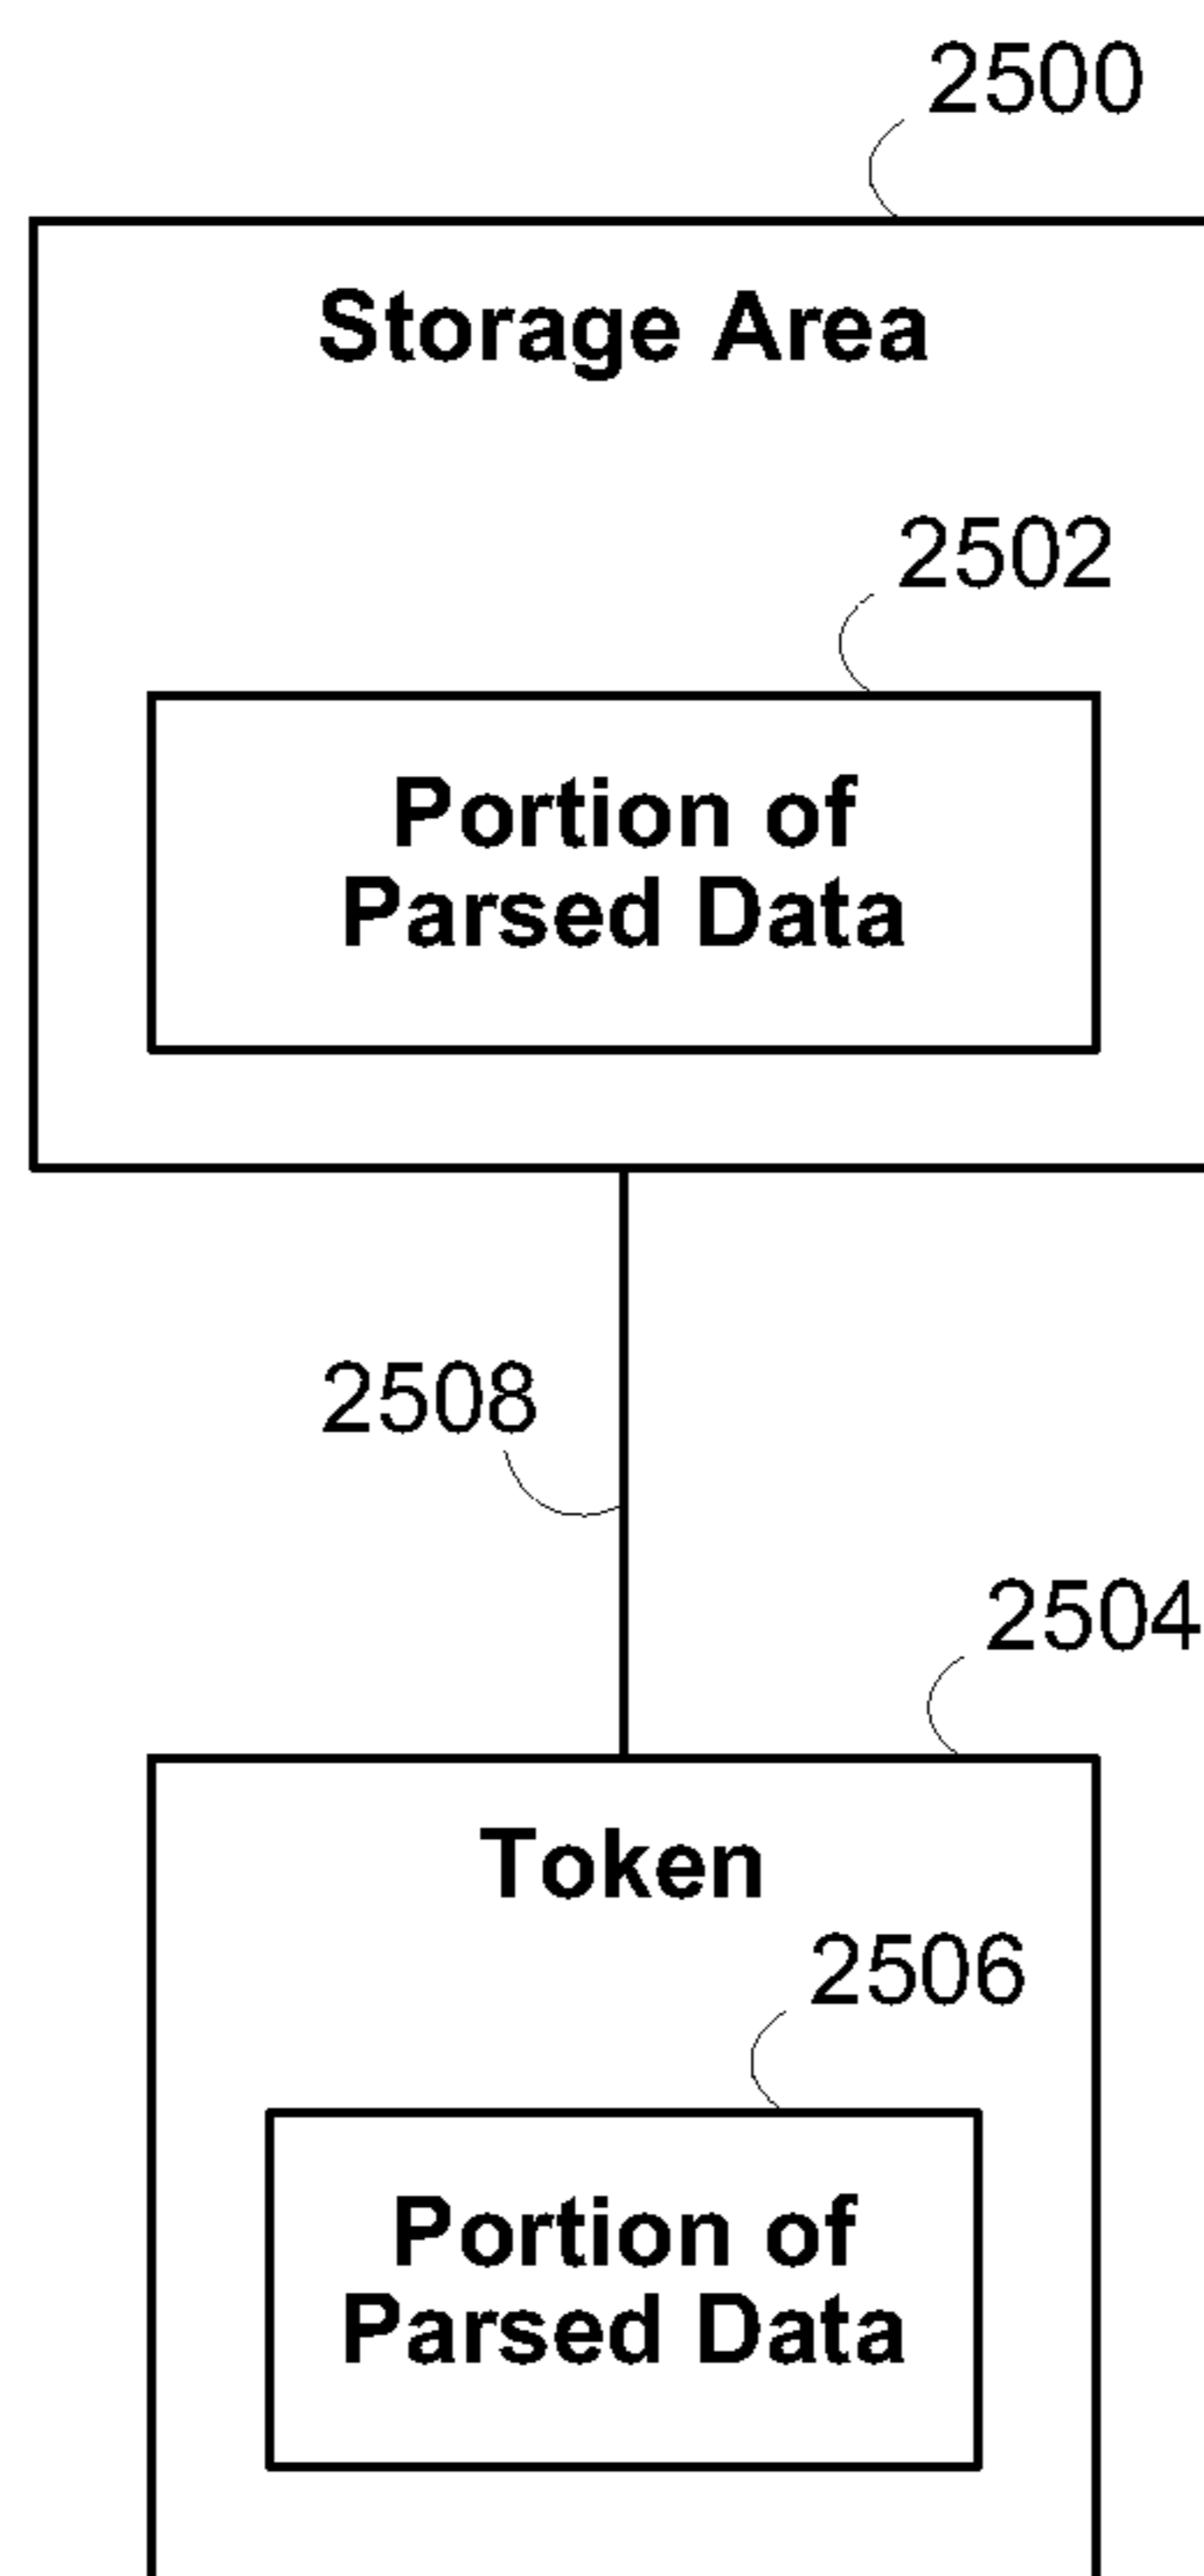 2500
Storage Area
2502
Portion of
Parsed Data
2508
2504
Token
2506
Portion of
Parsed Data